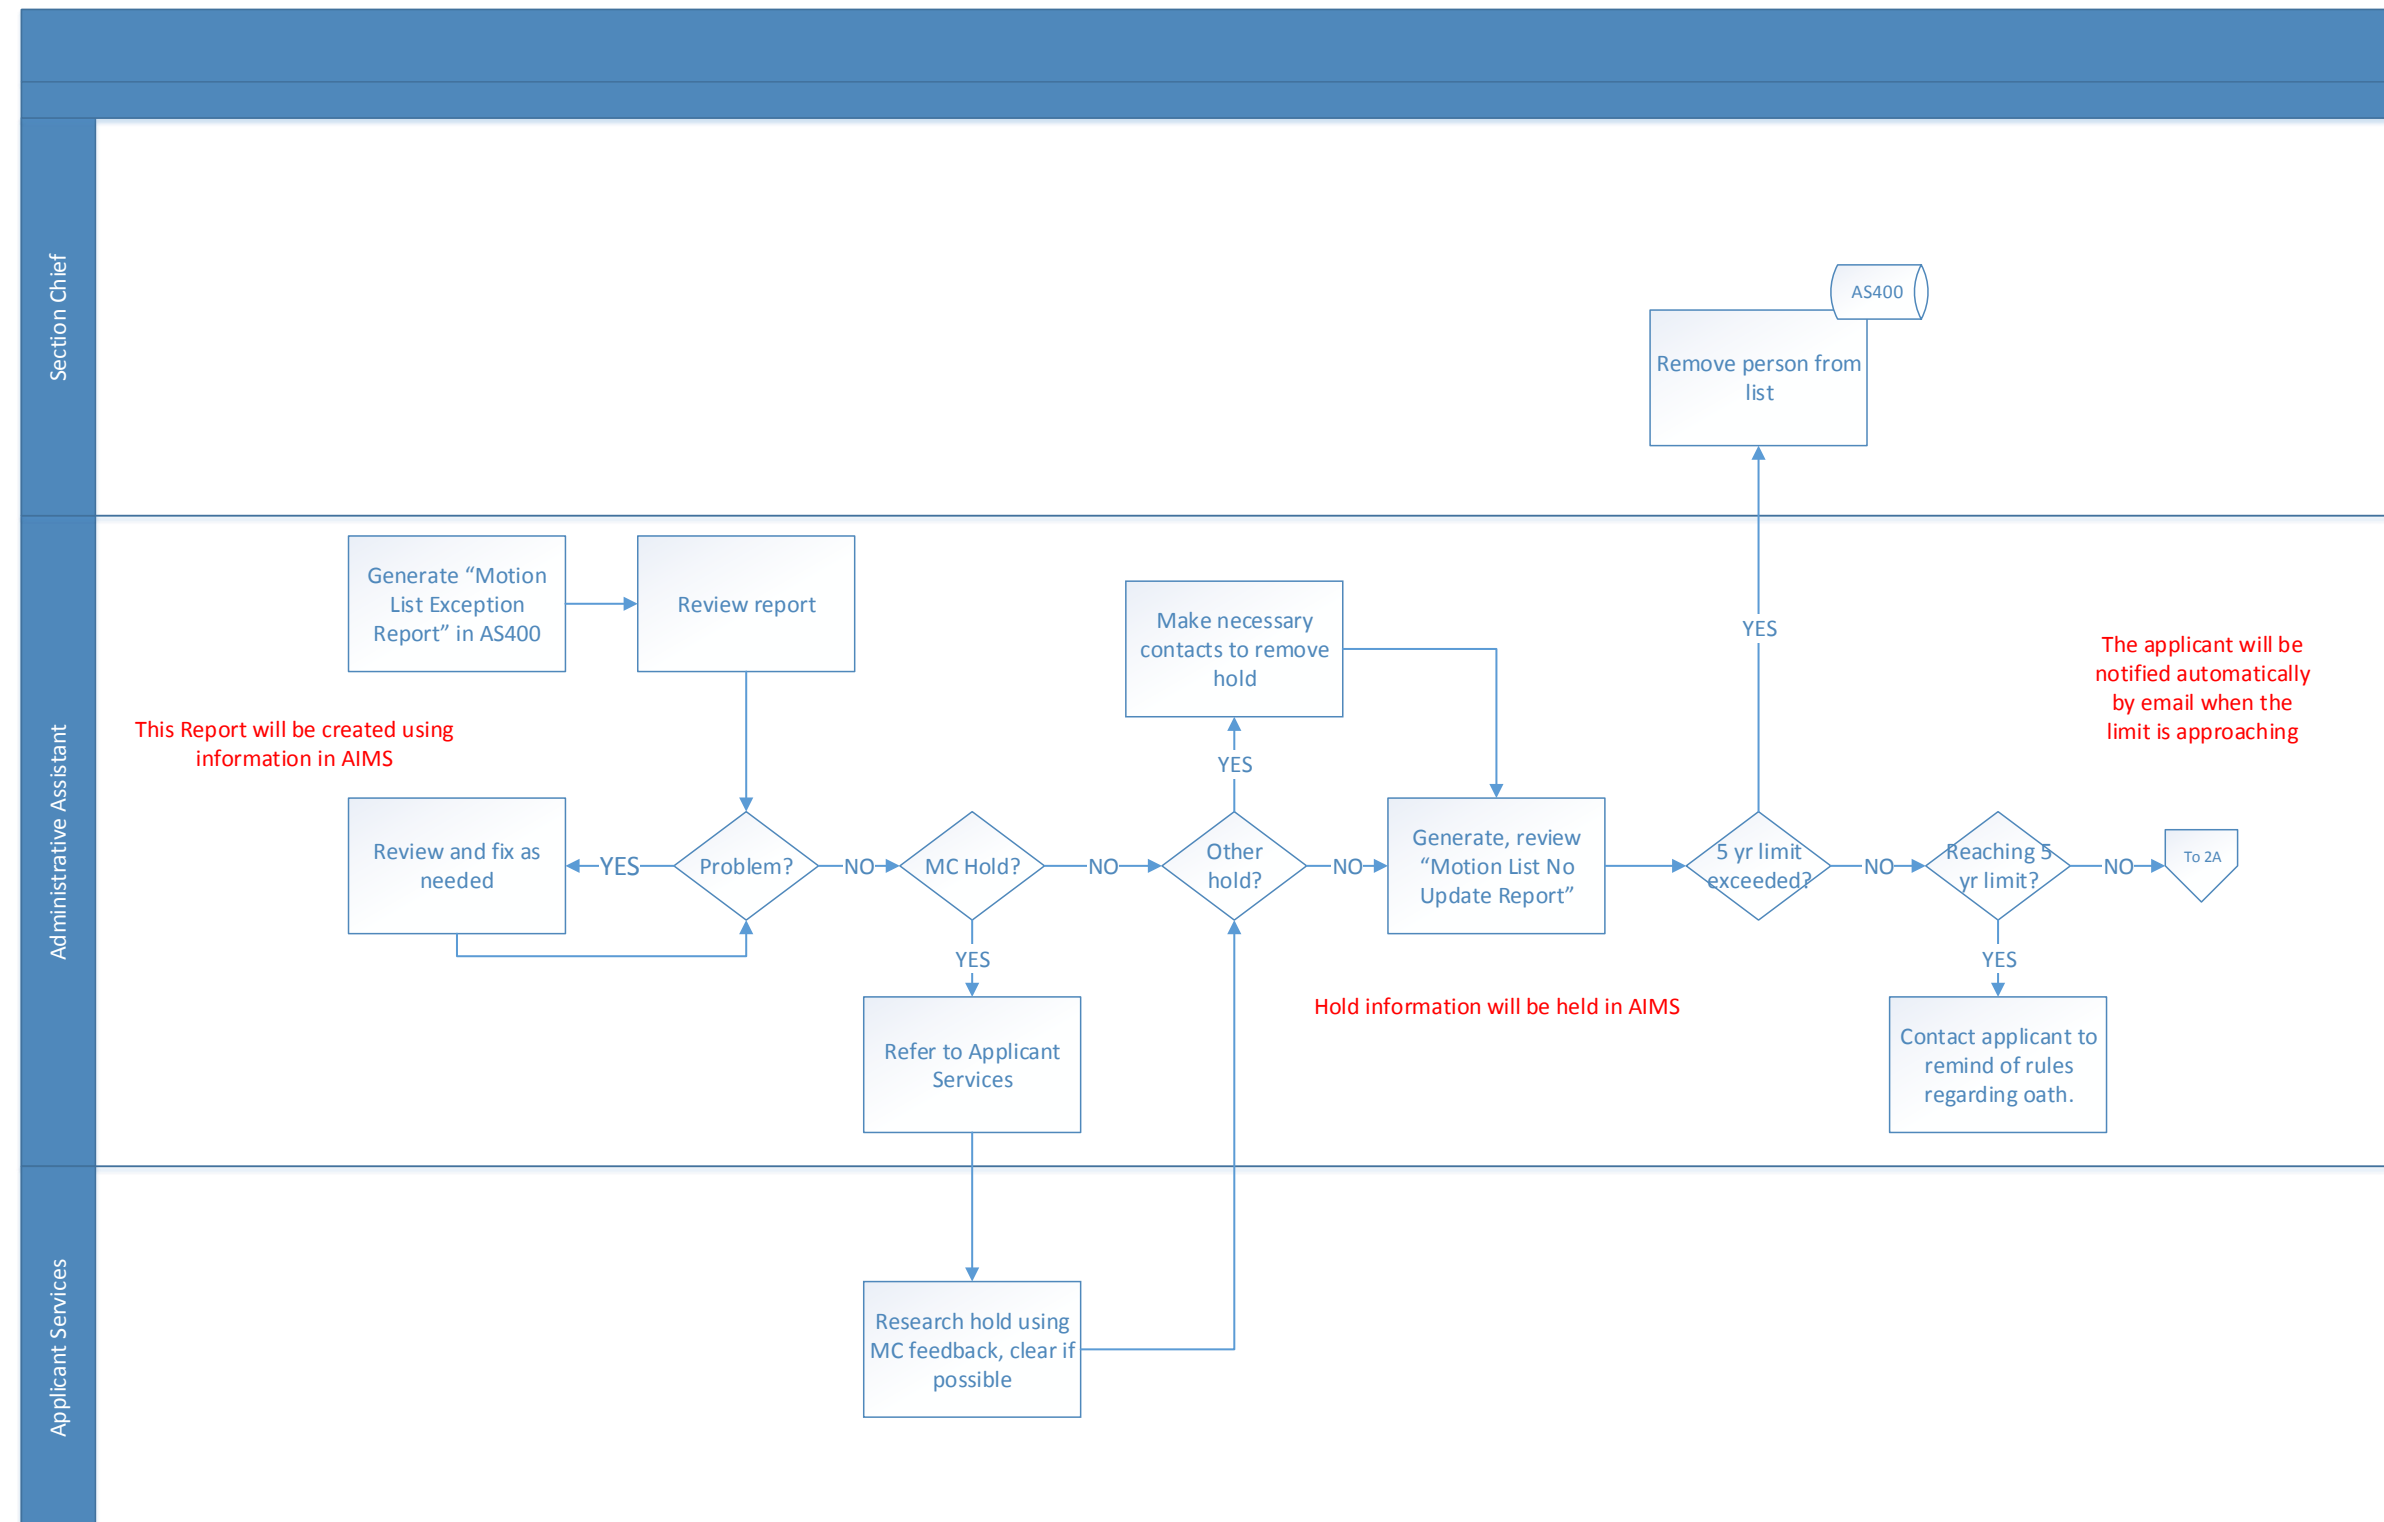 Section Chief
AS400
Remove person from
list
Administrative Assistant
Generate “Motion
List Exception
Report” in AS400
Review report
Make necessary
contacts to remove
hold
YES
The applicant will be
notified automatically
by email when the
limit is approaching
This Report will be created using
information in AIMS
YES
Review and fix as
needed
YES
Problem?
NO
MC Hold?
NO
Other
hold?
NO
Generate, review
“Motion List No
Update Report”
5 yr limit
exceeded?
NO
Reaching 5
yr limit?
NO
To 2A
YES
YES
Hold information will be held in AIMS
Refer to Applicant
Services
Contact applicant to
remind of rules
regarding oath.
Applicant Services
Research hold using
MC feedback, clear if
possible